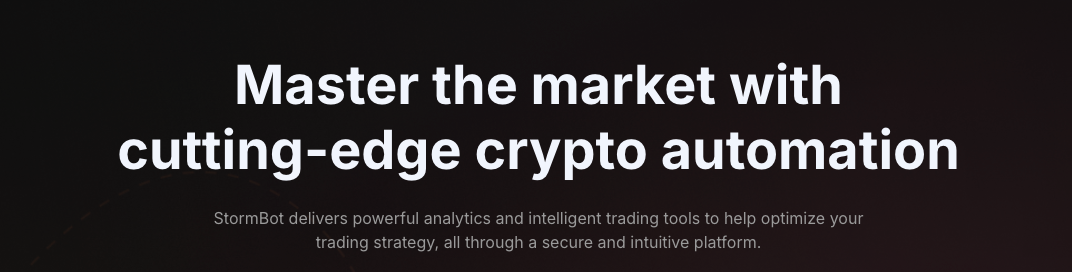 Master the market with
cutting-edge crypto automation
StormBot delivers powerful analytics and intelligent trading tools to help optimize your
trading strategy, all through a secure and intuitive platform.